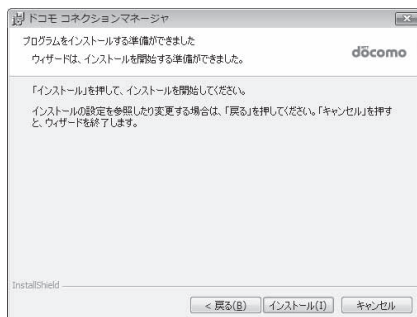 ドコモ コネクションマネージャ
プログラムをインストールする準備ができました
ウィザードは、インストールを開始する準備ができました。
döcomo
「インストール」を押して、インストールを開始してください。
インストールの設定を参照したり変更する場合は、「戻る」を押してください。「キャンセル」を押す
と、ウィザードを終了します。
InstallShield
< 戻る(B)
インストール(I)
キャンセル